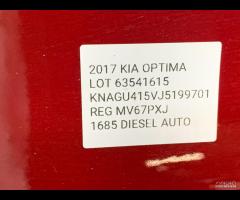 2017 KIA OPTIMA
LOT 63541615
KNAGU415VJ5199701
REG MV67PXJ
1685 DIESEL AUTO